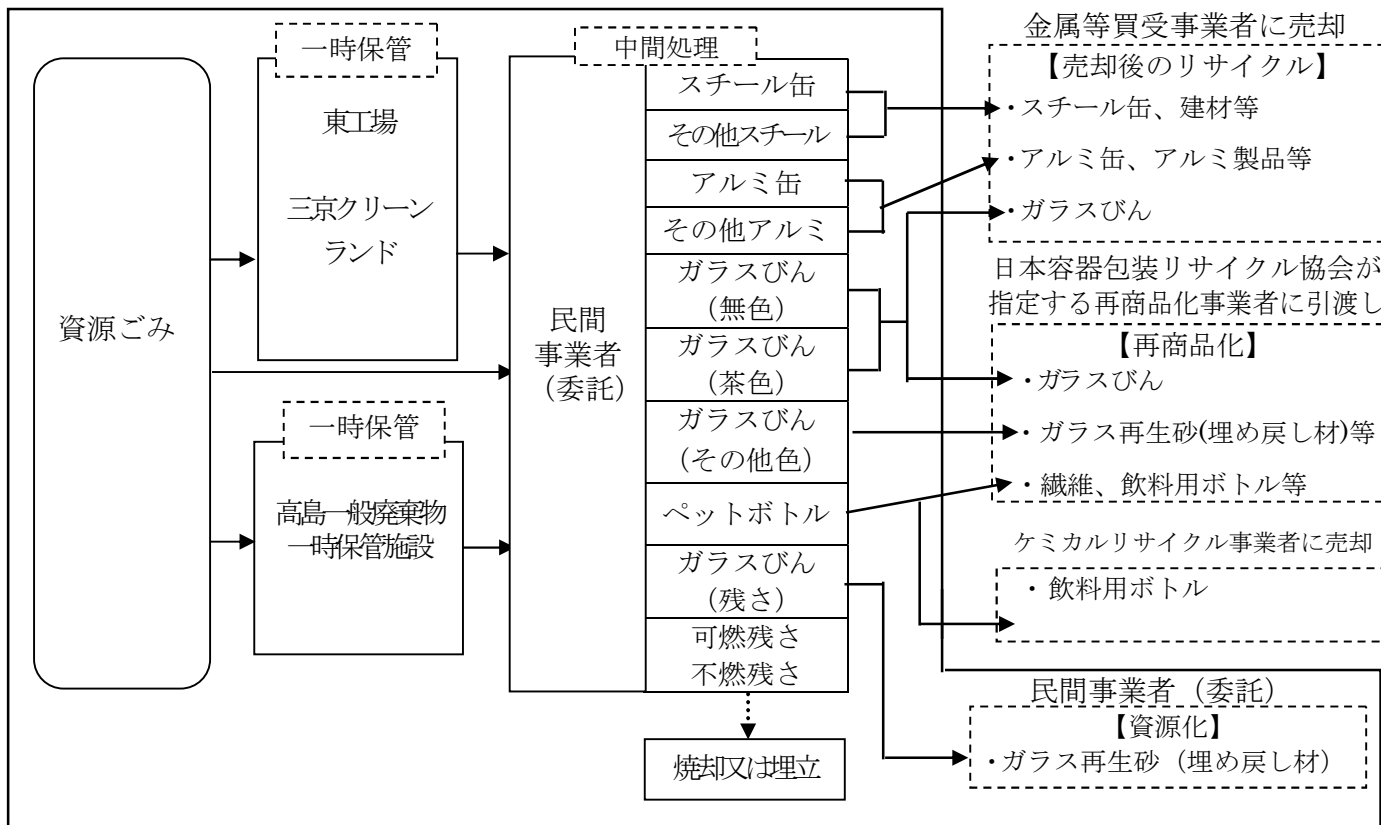 一時保管
東工場
三京クリーン
ランド
資源ごみ
一時保管
高島一般廃棄物
一時保管施設
民間
事業者
（委託）
中間処理
スチール缶
その他スチール
アルミ缶
その他アルミ
ガラスびん
（無色）
ガラスびん
（茶色）
ガラスびん
（その他色）
ペットボトル
ガラスびん
（残さ）
可燃残さ
不燃残さ
焼却又は埋立
金属等買受事業者に売却
【売却後のリサイクル】
・スチール缶、建材等
・アルミ缶、アルミ製品等
・ガラスびん
日本容器包装リサイクル協会が
指定する再商品化事業者に引渡し
【再商品化】
・ガラスびん
・ガラス再生砂(埋め戻し材)等
・繊維、飲料用ボトル等
ケミカルリサイクル事業者に売却
・飲料用ボトル
民間事業者（委託）
【資源化】
・ガラス再生砂（埋め戻し材）